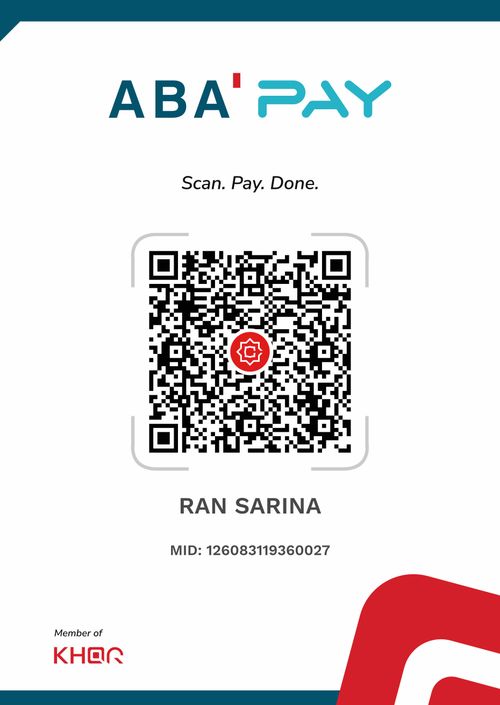 ABA' PAY
Scan. Pay. Done.
RAN SARINA
MID: 126083119360027
Member of
KHQR